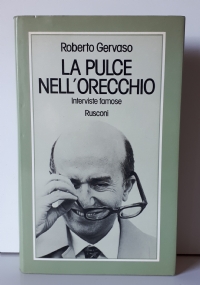 Roberto Gervaso
LA PULCE
NELL'ORECCHIO
Interviste famose
Rusconi